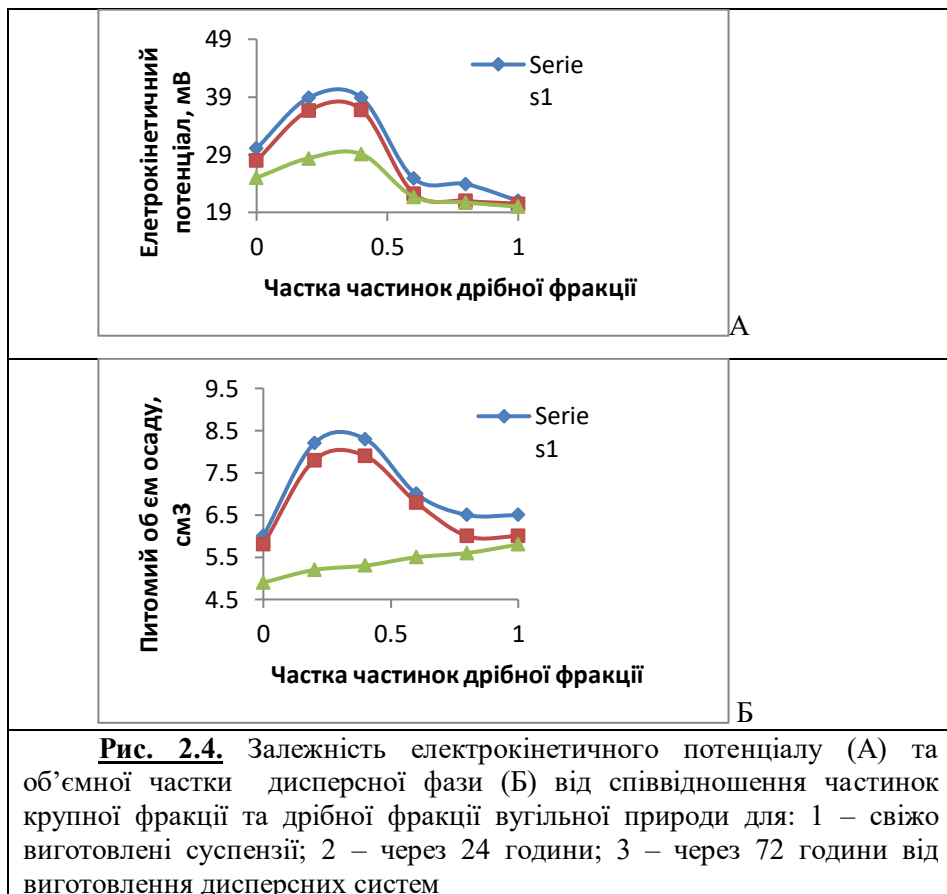 49
39
29
19
0
0.5
1
Елетрокінетичний
потенціал, мВ
Частка частинок дрібної фракції
Serie
s1
А
9.5
8.5
7.5
6.5
5.5
4.5
0
0.5
1
Питомий об єм осаду,
см3
Частка частинок дрібної фракції
Serie
s1
Б
Рис. 2.4. Залежність електрокінетичного потенціалу (А) та
об’ємної частки дисперсної фази (Б) від співвідношення частинок
крупної фракції та дрібної фракції вугільної природи для: 1 – свіжо
виготовлені суспензії; 2 – через 24 години; 3 – через 72 години від
виготовлення дисперсних систем